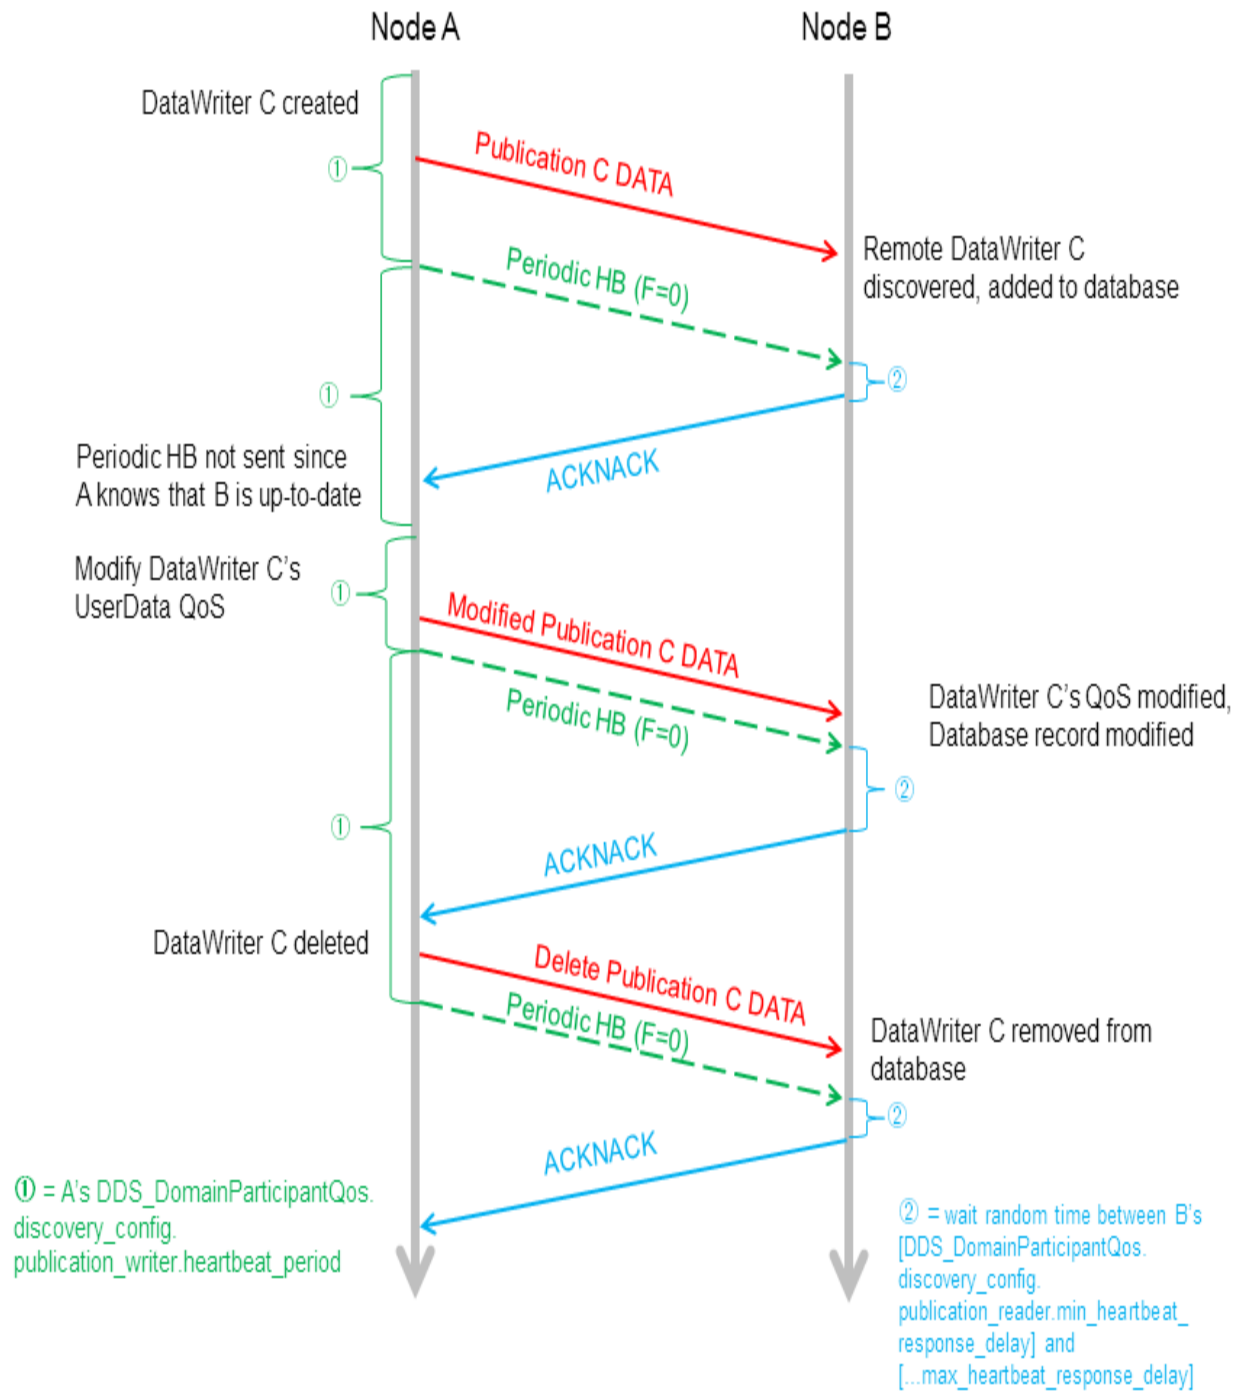 Node A
Node B
DataWriter C created
①
Publication C DATA
Remote DataWriter C
discovered, added to database
Periodic HB (F=0)
②
①
ACKNACK
Periodic HB not sent since
A knows that B is up-to-date
Modify DataWriter C's
UserData QoS
①
Modified Publication C DATA
Periodic HB (F=0)
DataWriter C's QoS modified,
Database record modified
②
①
ACKNACK
DataWriter C deleted
Delete Publication C DATA
Periodic HB (F=0)
DataWriter C removed from
database
②
ACKNACK
① = A's DDS_DomainParticipantQos.
discovery_config.
publication_writer.heartbeat_period
② = wait random time between B's
[DDS_DomainParticipantQos.
discovery_config.
publication_reader.min_heartbeat_
response_delay] and
[...max_heartbeat_response_delay]